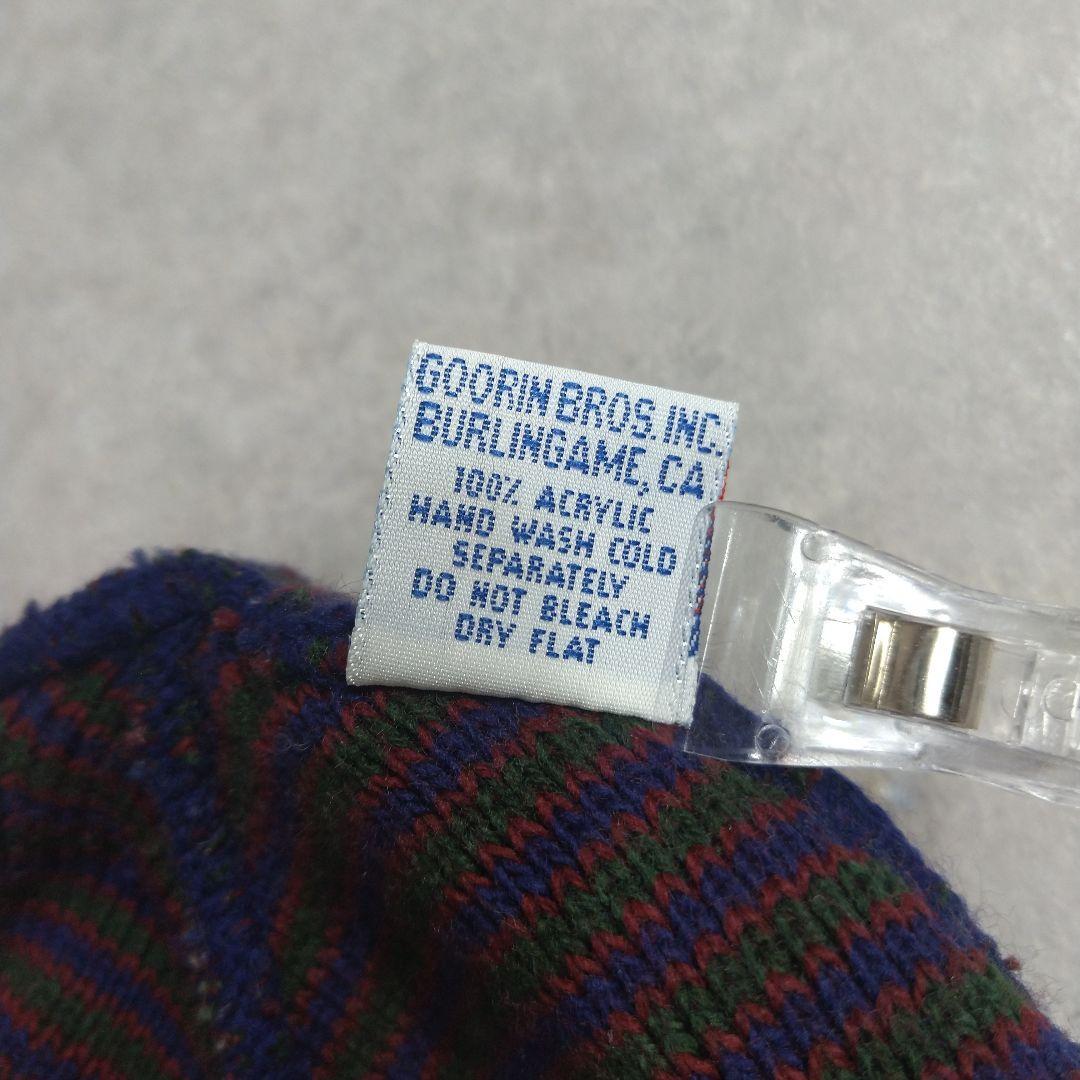 GOORIN BROS. INC.
BURLINGAME, CA
100% ACRYLIC
HAND WASH COLD
SEPARATELY
DO NOT BLEACH
DRY FLAT